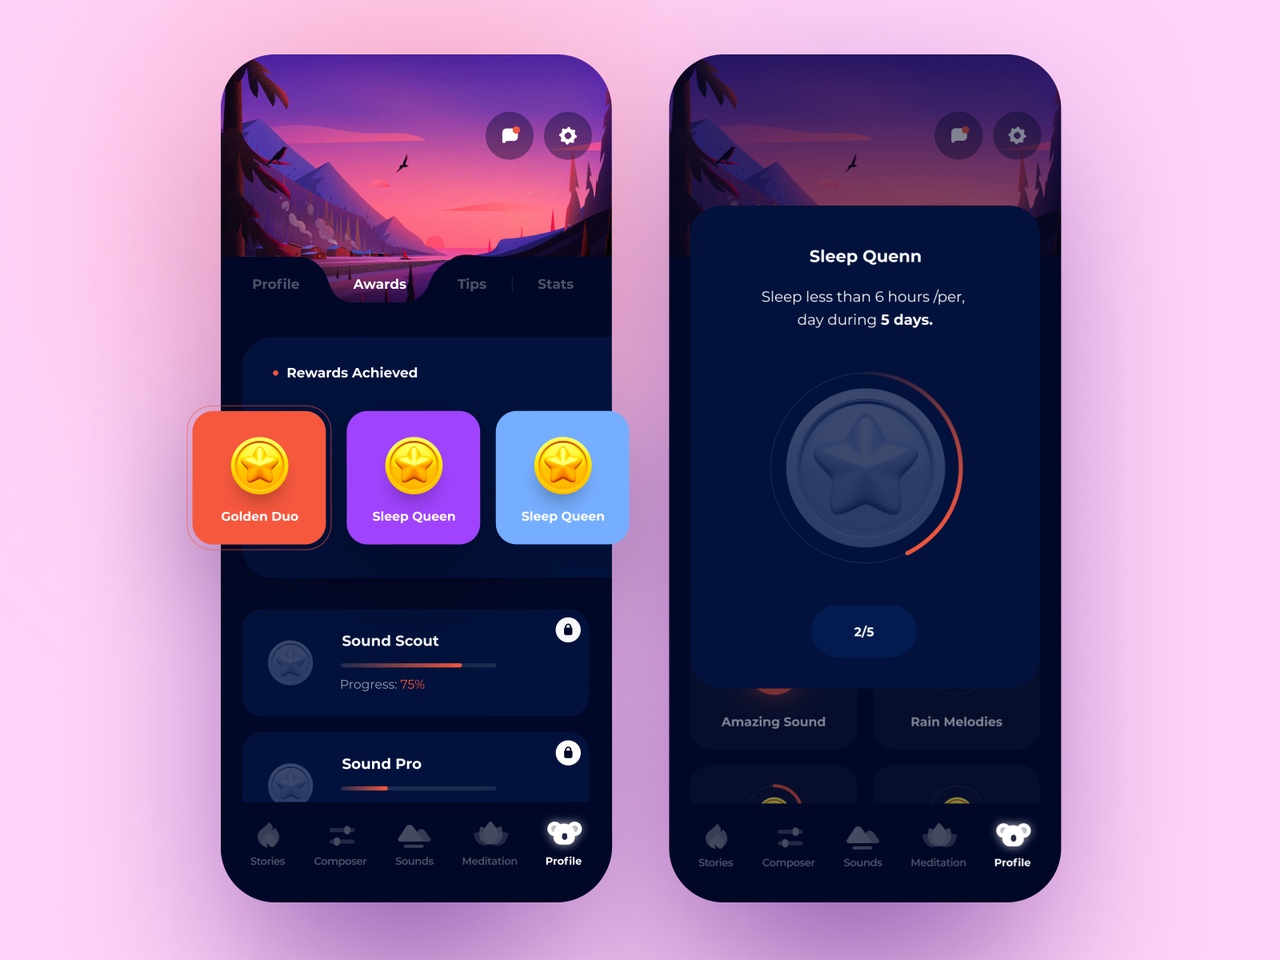 Profile
Awards
Tips
Stats
Rewards Achieved
Golden Duo
Sleep Queen
Sleep Queen
Sound Scout
Progress: 75%
Sound Pro
Stories
Composer
Sounds
Meditation
Profile
Sleep Quenn
Sleep less than 6 hours /per,
day during 5 days.
2/5
Amazing Sound
Rain Melodies
Stories
Composer
Sounds
Meditation
Profile